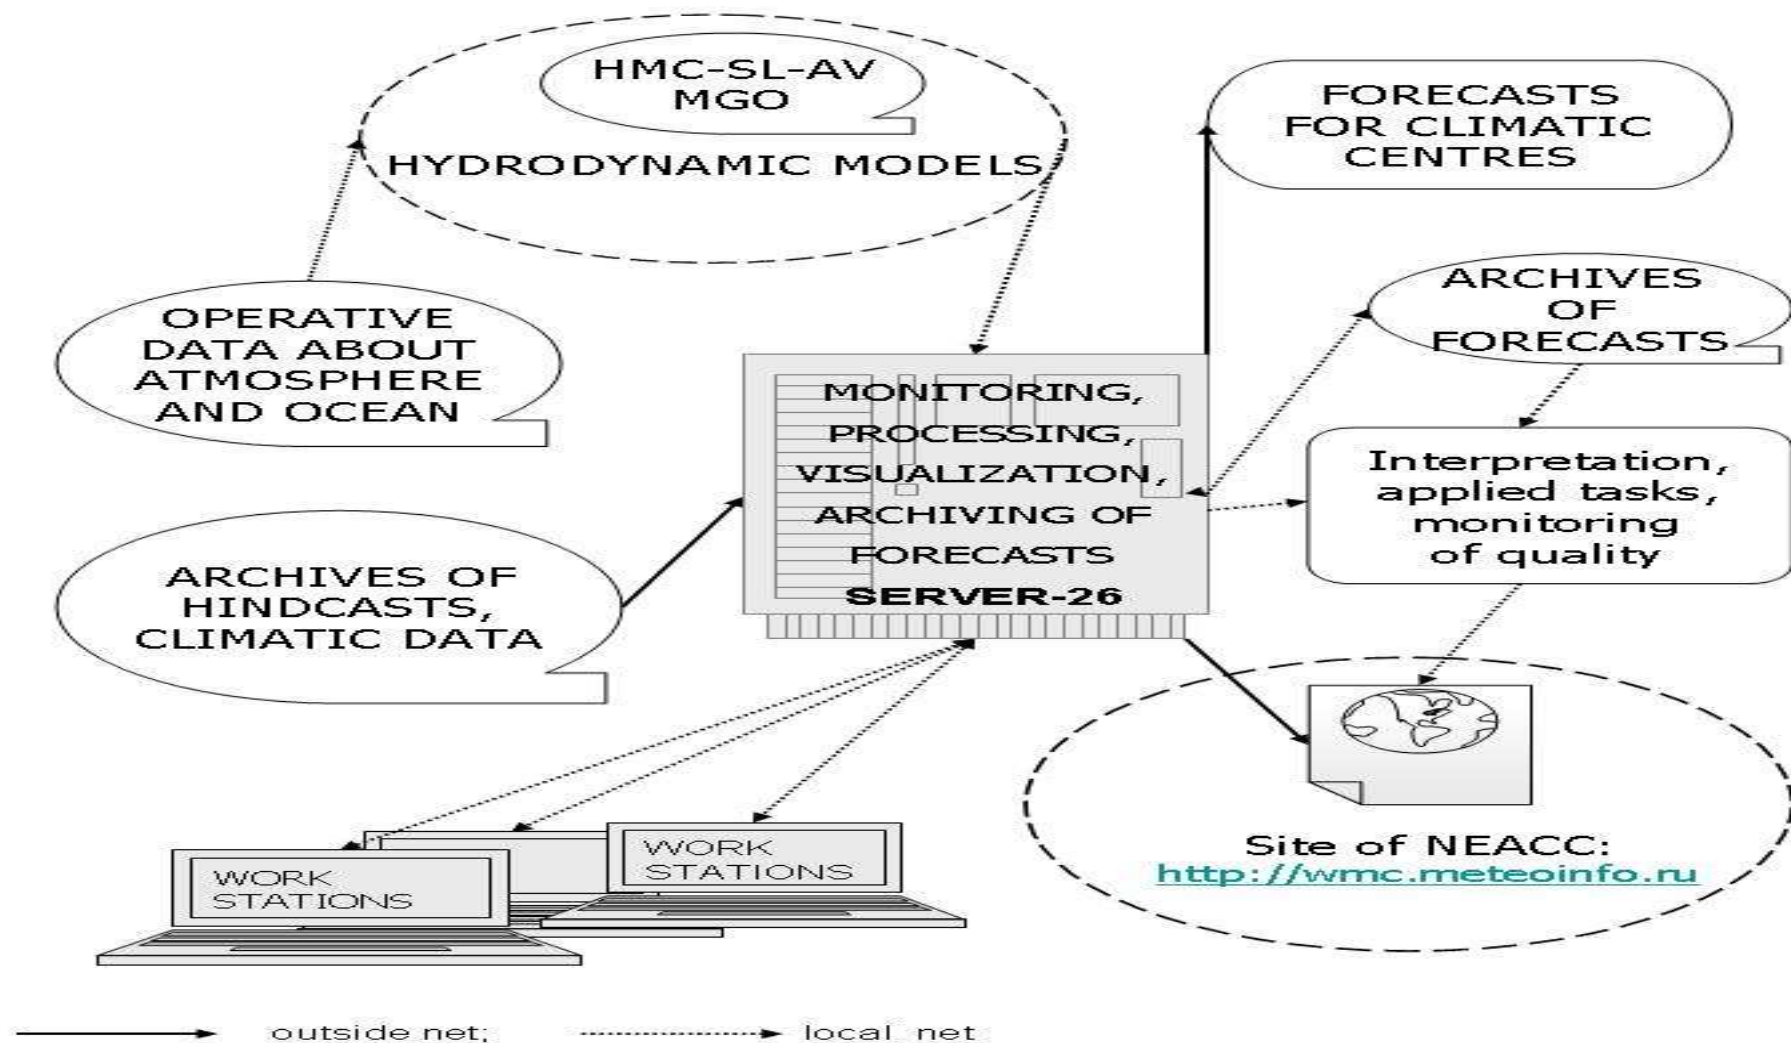 HMC-SL-AV
MGO
HYDRODYNAMIC MODELS
FORECASTS
FOR CLIMATIC
CENTRES
OPERATIVE
DATA ABOUT
ATMOSPHERE
AND OCEAN
ARCHIVES
OF
FORECASTS
MONITORING,
PROCESSING,
VISUALIZATION,
ARCHIVING OF
FORECASTS
SERVER-26
Interpretation,
applied tasks,
monitoring
of quality
ARCHIVES OF
HINDCASTS,
CLIMATIC DATA
WORK
STATIONS
WORK
STATIONS
Site of NEACC:
http://wmc.meteoinfo.ru
outside net;
local net